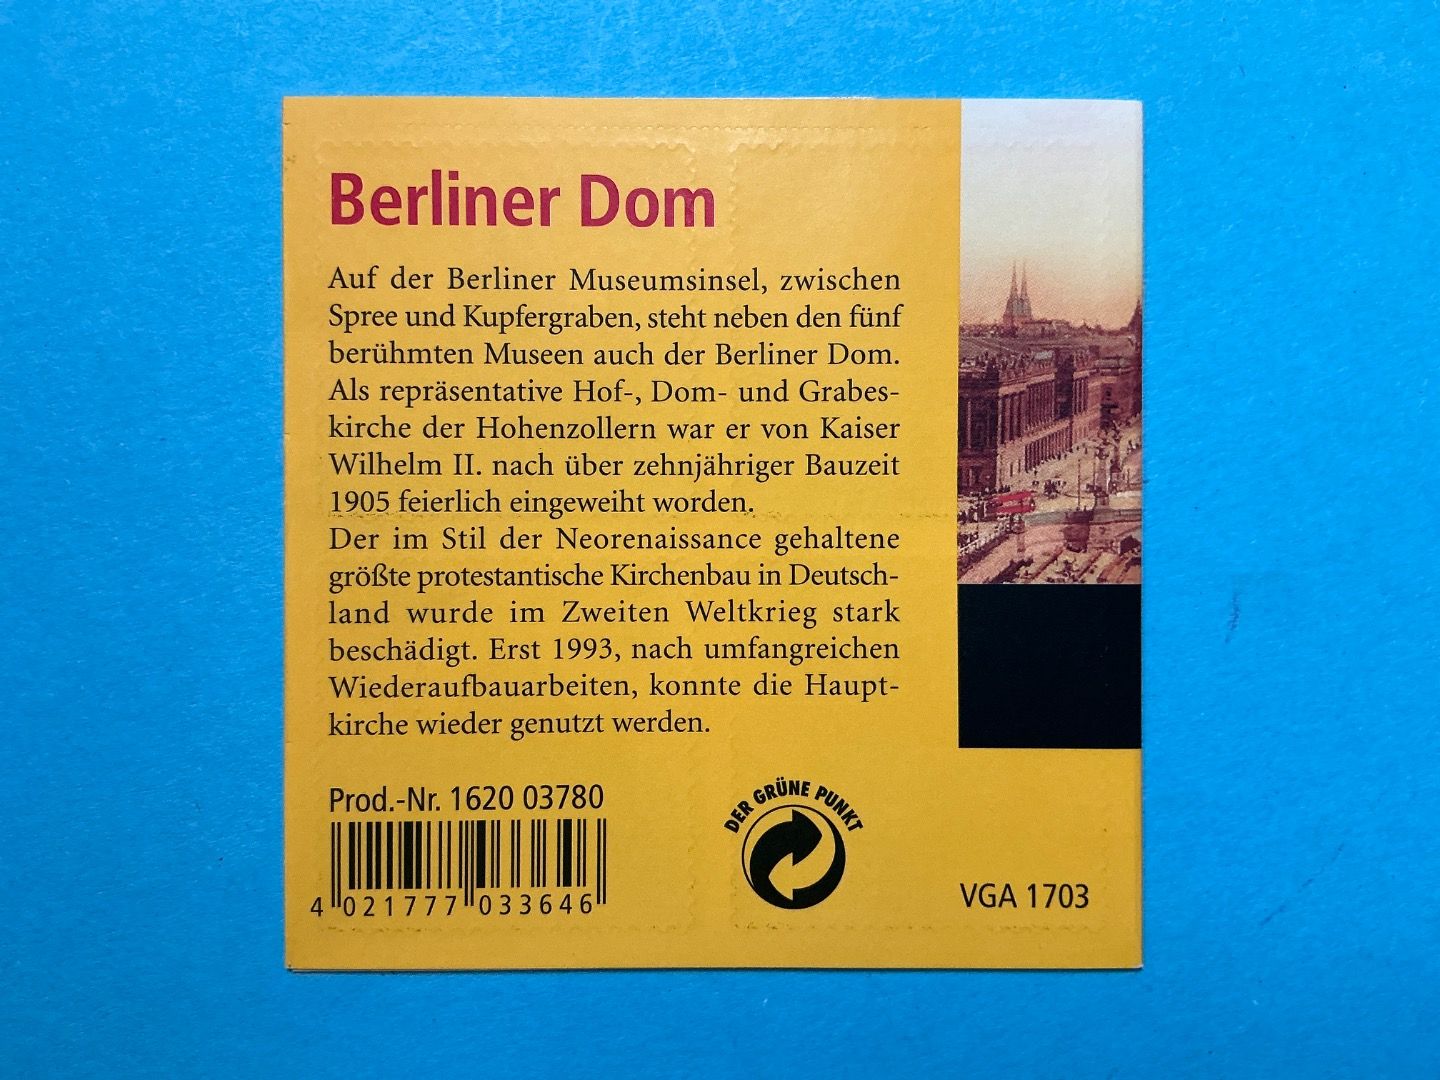 Berliner Dom
Auf der Berliner Museumsinsel, zwischen
Spree und Kupfergraben, steht neben den fünf
berühmten Museen auch der Berliner Dom.
Als repräsentative Hof-, Dom- und Grabes-
kirche der Hohenzollern war er von Kaiser
Wilhelm II. nach über zehnjähriger Bauzeit
1905 feierlich eingeweiht worden.
Der im Stil der Neorenaissance gehaltene
größte protestantische Kirchenbau in Deutsch-
land wurde im Zweiten Weltkrieg stark
beschädigt. Erst 1993, nach umfangreichen
Wiederaufbauarbeiten, konnte die Haupt-
kirche wieder genutzt werden.
Prod.-Nr. 1620 03780
4 021777 033646
DER GRÜNE PUNKT
VGA 1703